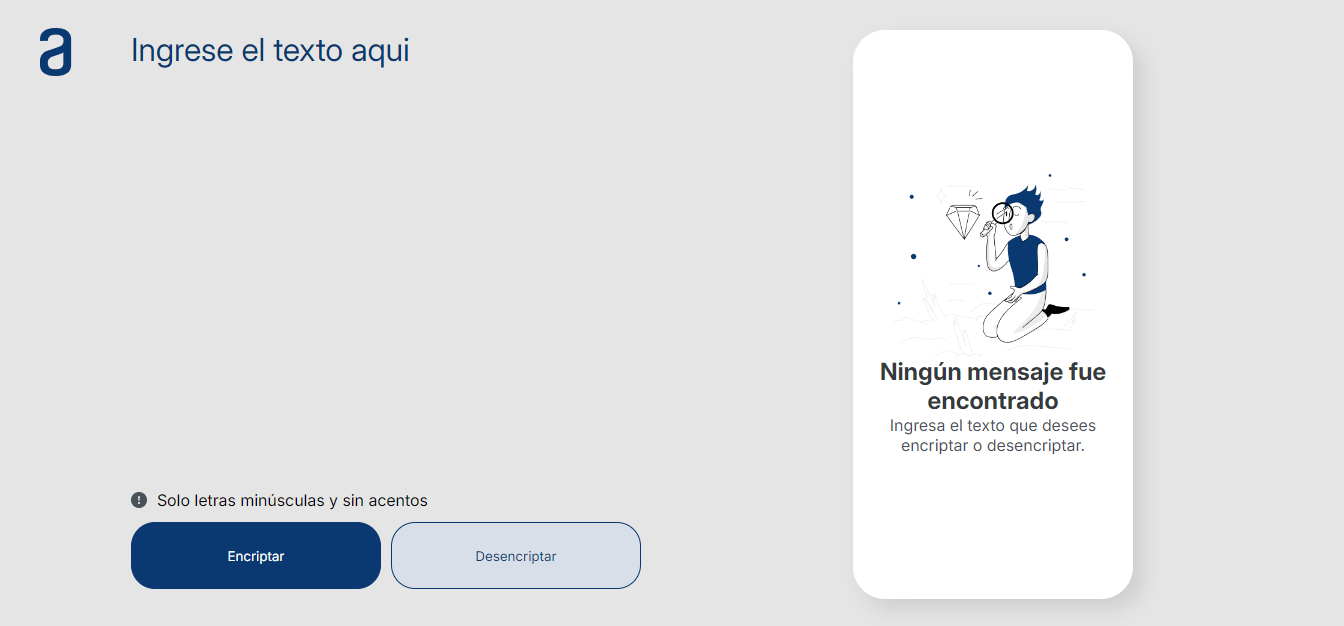 a
Ingrese el texto aqui
Solo letras minúsculas y sin acentos
Encriptar
Desencriptar
Ningún mensaje fue
encontrado
Ingresa el texto que desees
encriptar o desencriptar.